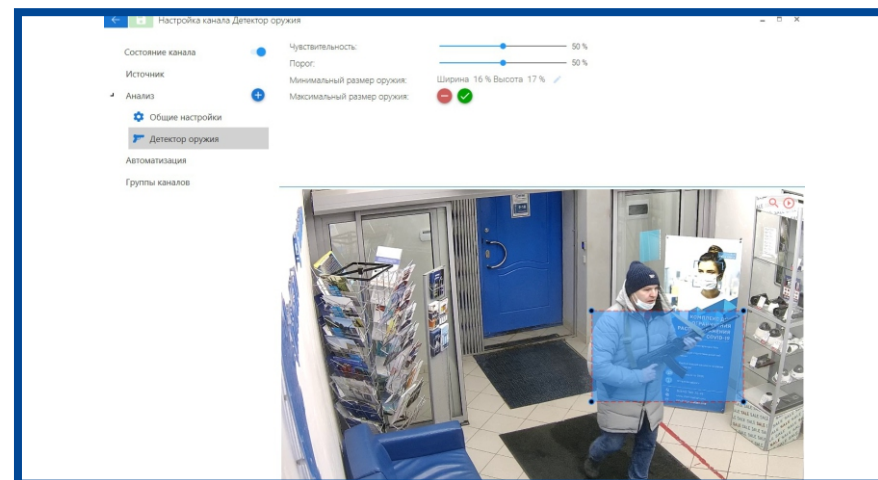 Настройка канала Детектор оружия
Состояние канала
Источник
Анализ
Общие настройки
Детектор оружия
Автоматизация
Группы каналов
Чувствительность: 50 %
Порог: 50 %
Минимальный размер оружия: Ширина 16 % Высота 17 %
Максимальный размер оружия: